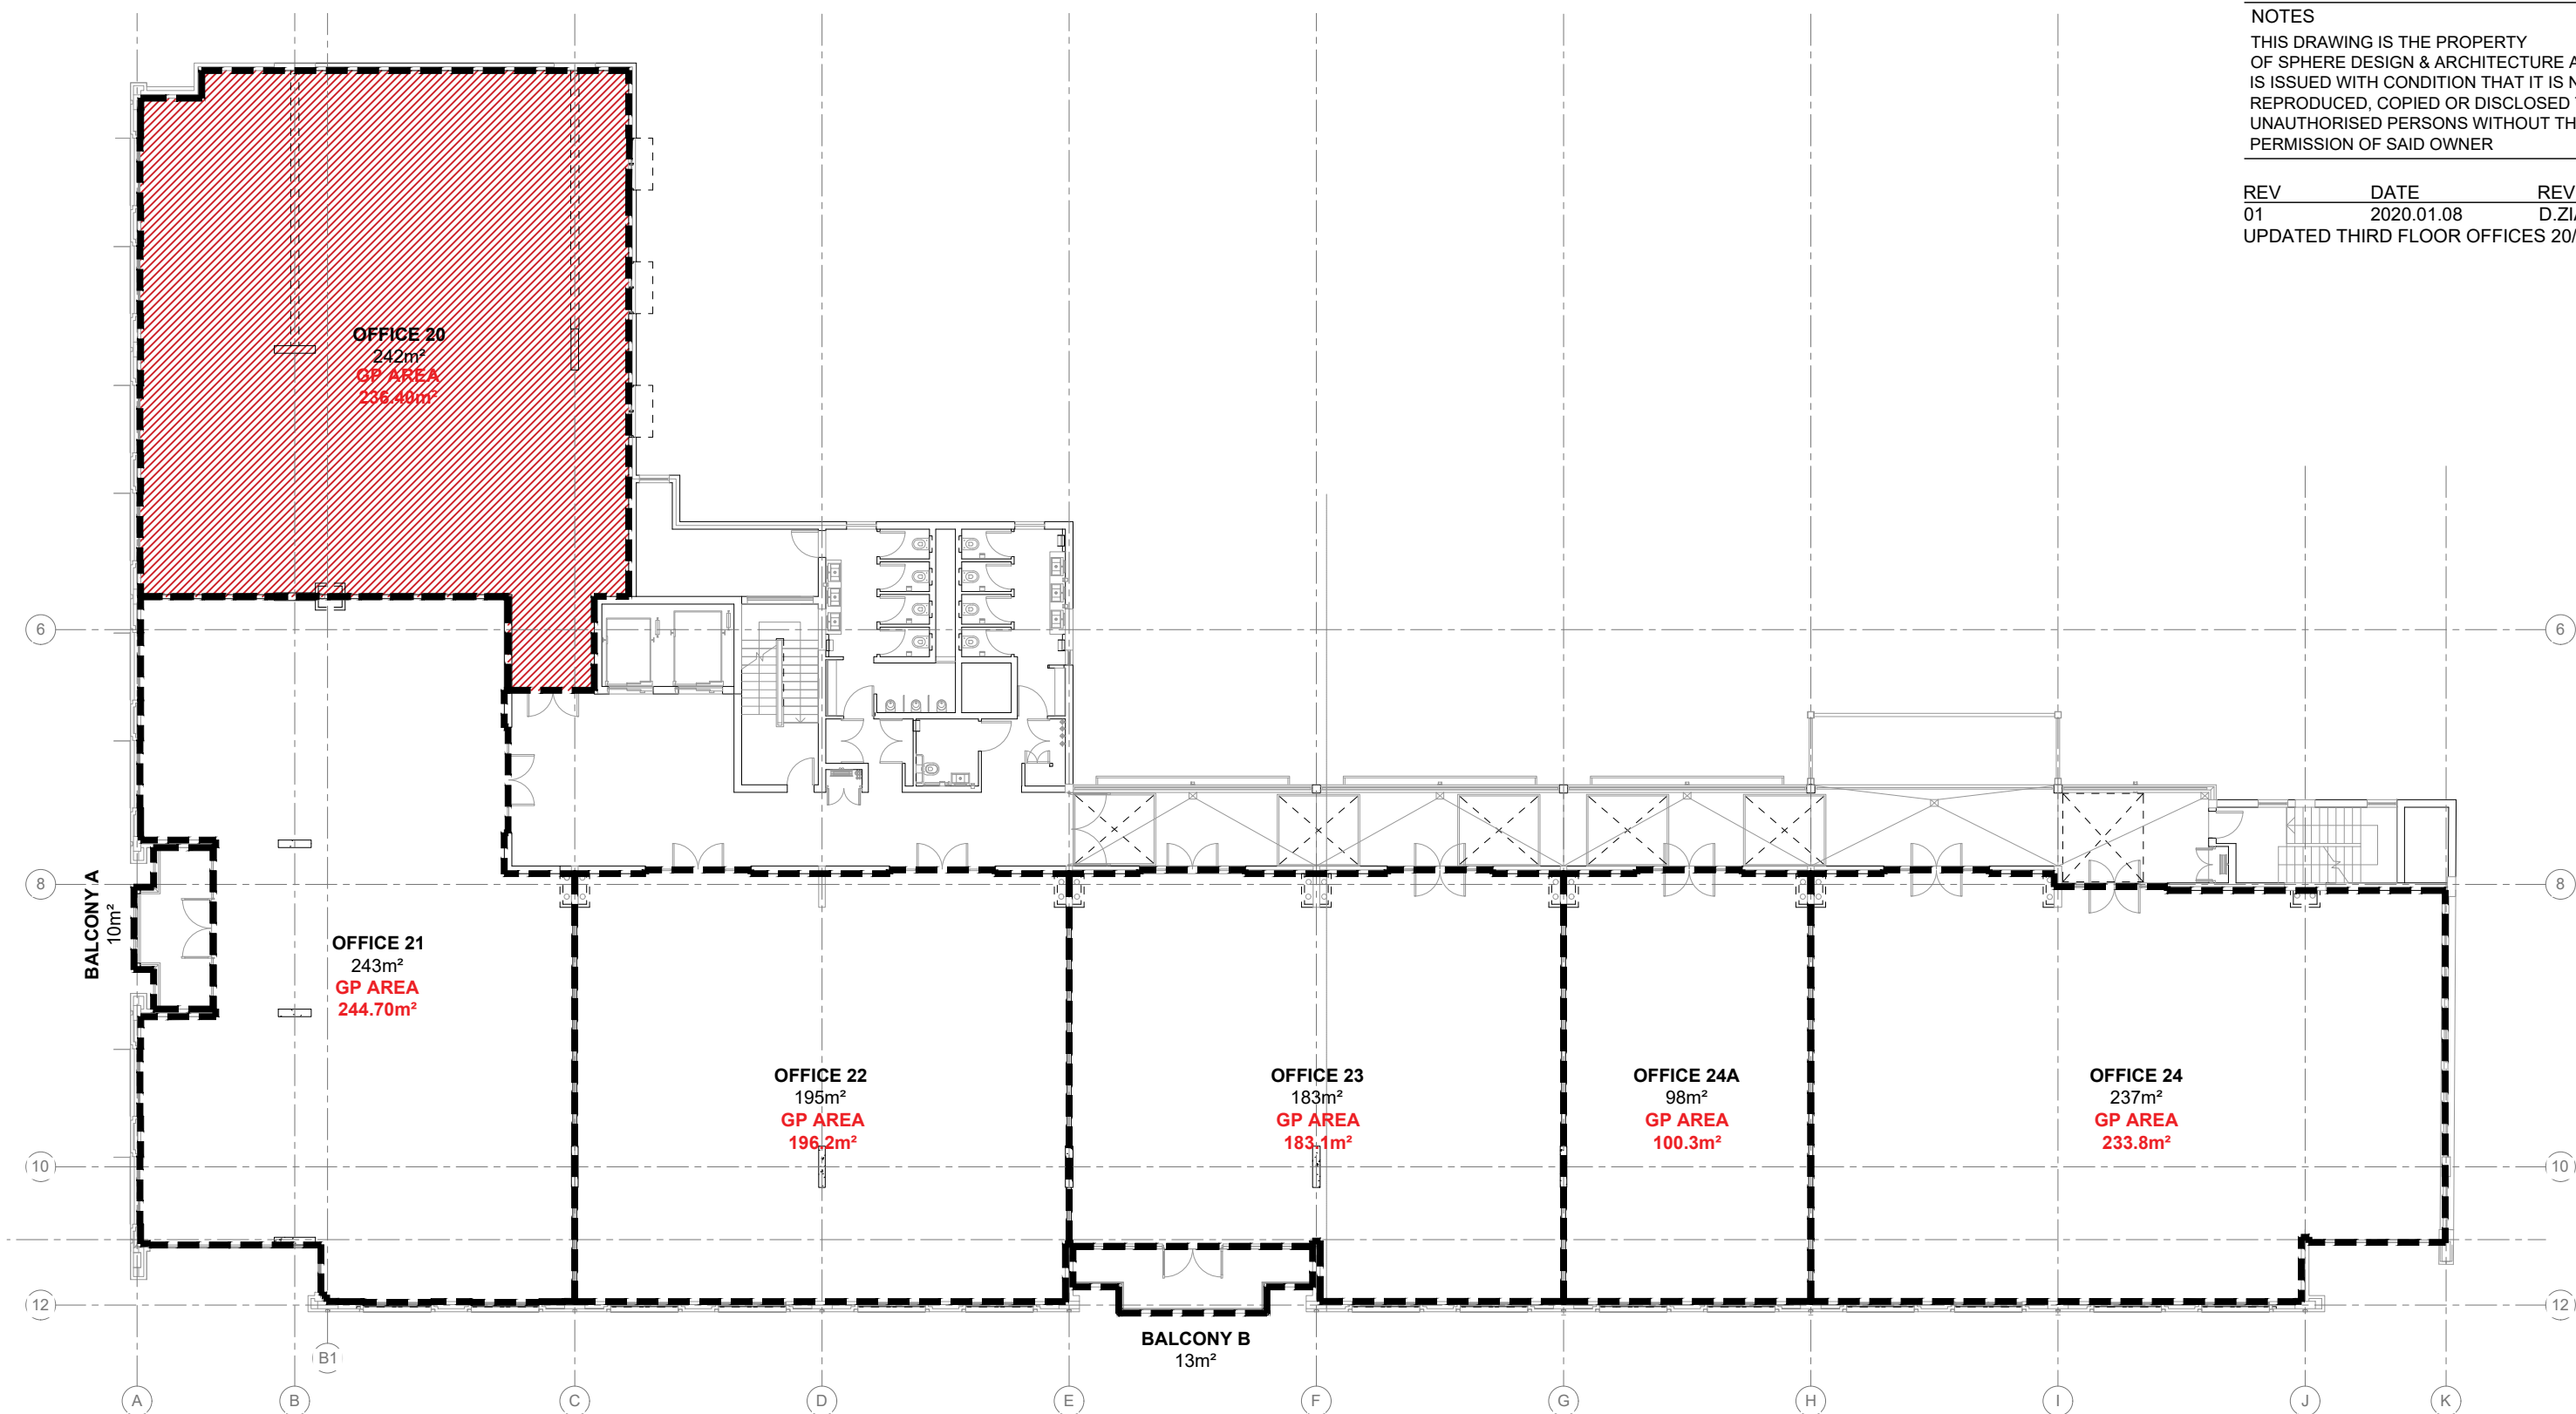 NOTES
THIS DRAWING IS THE PROPERTY
OF SPHERE DESIGN & ARCHITECTURE
IS ISSUED WITH CONDITION THAT IT IS
REPRODUCED, COPIED OR DISCLOSED
UNAUTHORISED PERSONS WITHOUT
PERMISSION OF SAID OWNER
REV DATE REV
01 2020.01.08
UPDATED THIRD FLOOR OFFICES 20/
OFFICE 20
242m²
GP AREA
236.40m²
6
6
8
8
BALCONY A
10m²
OFFICE 21
243m²
GP AREA
244.70m²
OFFICE 22
195m²
GP AREA
196.2m²
OFFICE 23
183m²
GP AREA
183.1m²
OFFICE 24A
98m²
GP AREA
100.3m²
OFFICE 24
237m²
GP AREA
233.8m²
10
10
12
12
BALCONY B
13m²
B1
A B C D E F G H I J K